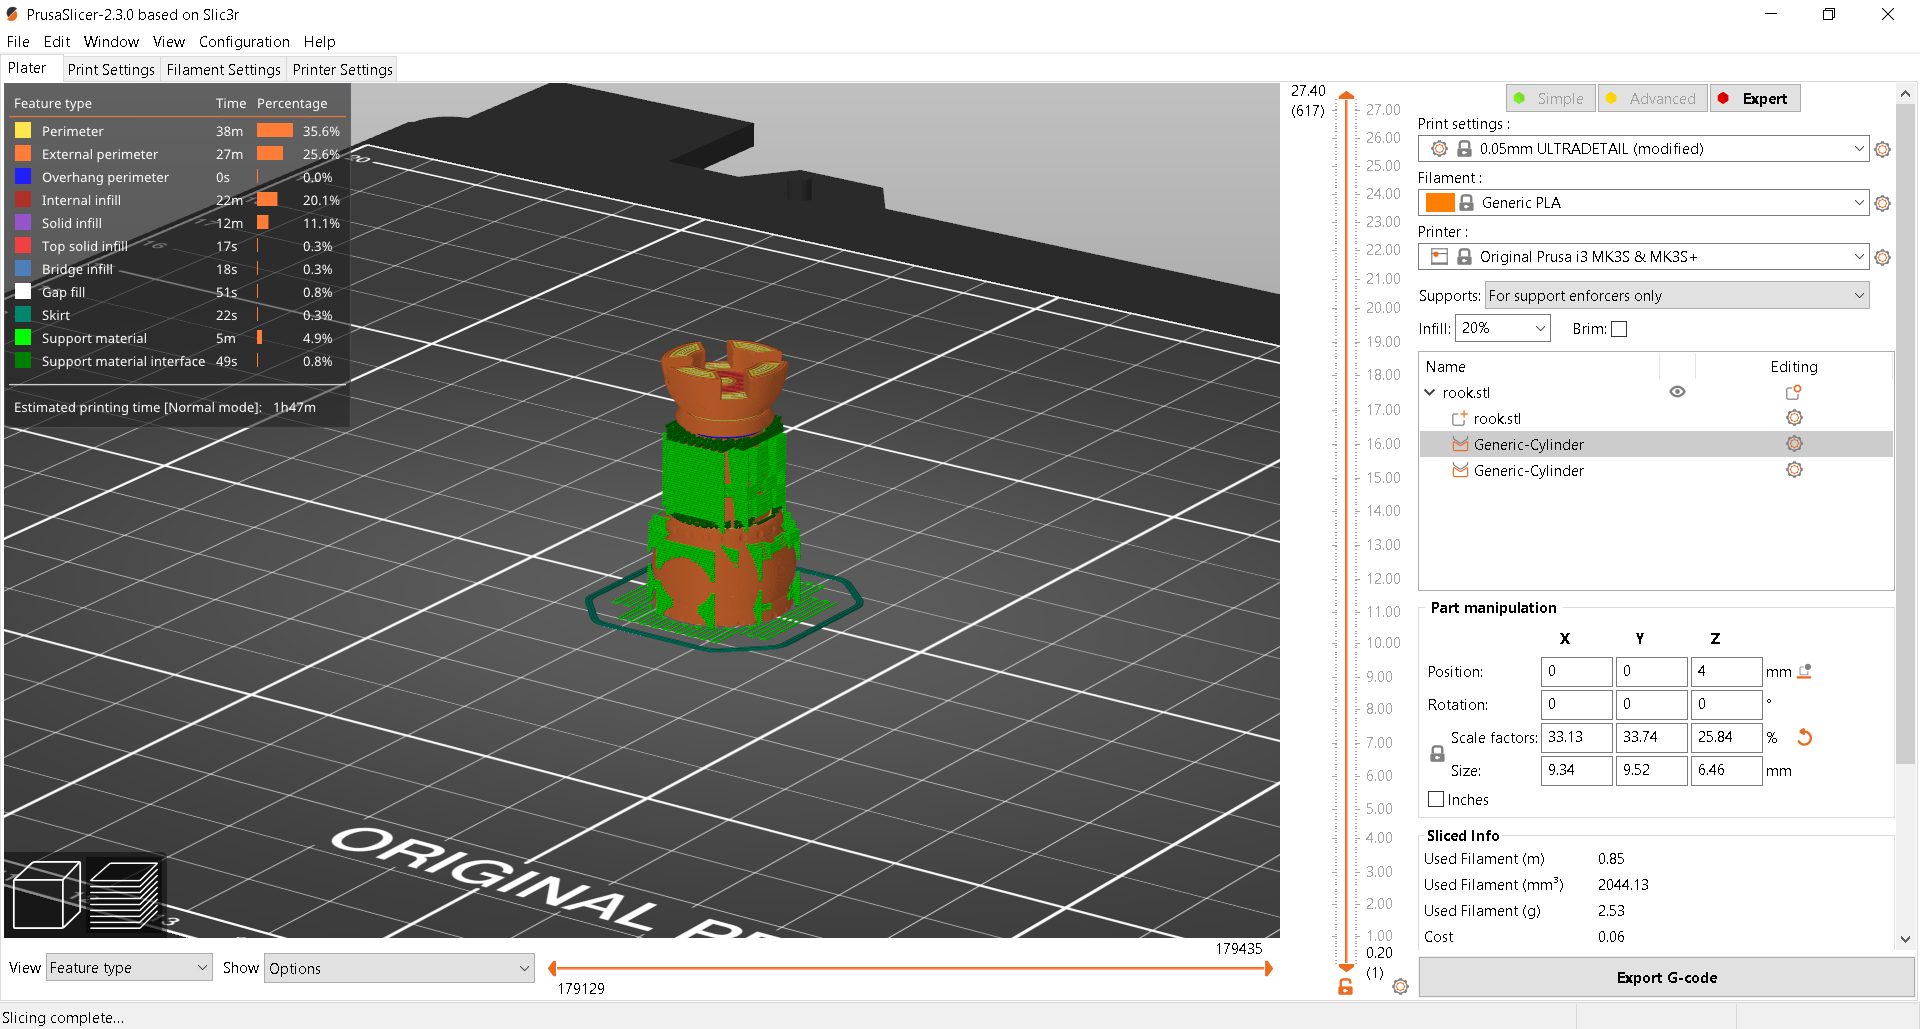 PrusaSlicer-2.3.0 based on Slic3r
File Edit Window View Configuration Help
Plater Print Settings Filament Settings Printer Settings
Feature type Time Percentage
Perimeter 38m 35.6%
External perimeter 27m 25.6%
Overhang perimeter 0s 0.0%
Internal infill 22m 20.1%
Solid infill 12m 11.1%
Top solid infill 17s 0.3%
Bridge infill 18s 0.3%
Gap fill 51s 0.8%
Skirt 22s 0.3%
Support material 5m 4.9%
Support material interface 49s 0.8%
Estimated printing time [Normal mode]: 1h47m
20
16
ORIGINAL
13
27.40
(617)
27.00
26.00
25.00
24.00
23.00
22.00
21.00
20.00
19.00
18.00
17.00
16.00
15.00
14.00
13.00
12.00
11.00
10.00
9.00
8.00
7.00
6.00
5.00
4.00
3.00
2.00
1.00
0.20
(1)
179435
View Feature type Show Options
179129
Simple Advanced Expert
Print settings :
0.05mm ULTRADETAIL (modified)
Filament :
Generic PLA
Printer :
Original Prusa i3 MK3S & MK3S+
Supports: For support enforcers only
Infill: 20% Brim:
Name Editing
rook.stl
rook.stl
Generic-Cylinder
Generic-Cylinder
Part manipulation
X Y Z
Position: 0 0 4 mm
Rotation: 0 0 0 °
Scale factors: 33.13 33.74 25.84 %
Size: 9.34 9.52 6.46 mm
Inches
Sliced Info
Used Filament (m) 0.85
Used Filament (mm³) 2044.13
Used Filament (g) 2.53
Cost 0.06
Export G-code
Slicing complete...